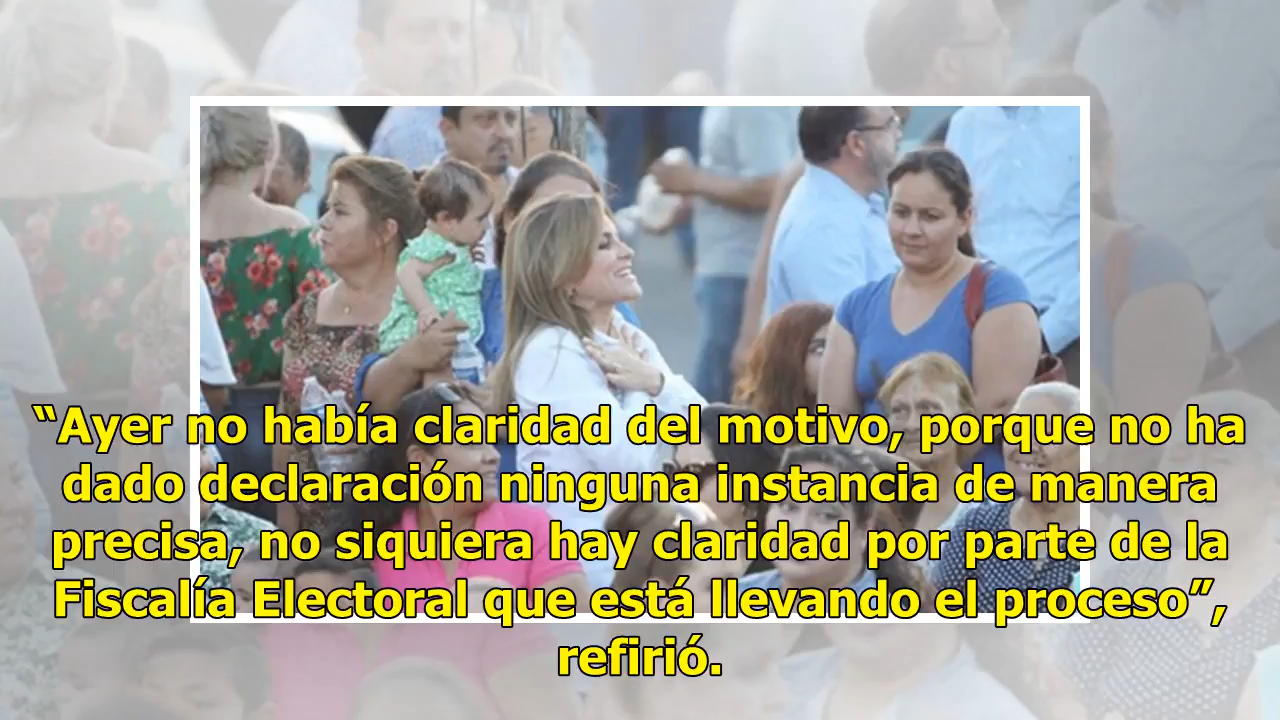 “Ayer no había claridad del motivo, porque no ha
dado declaración ninguna instancia de manera
precisa, no siquiera hay claridad por parte de la
Fiscalía Electoral que está llevando el proceso”,
refirió.